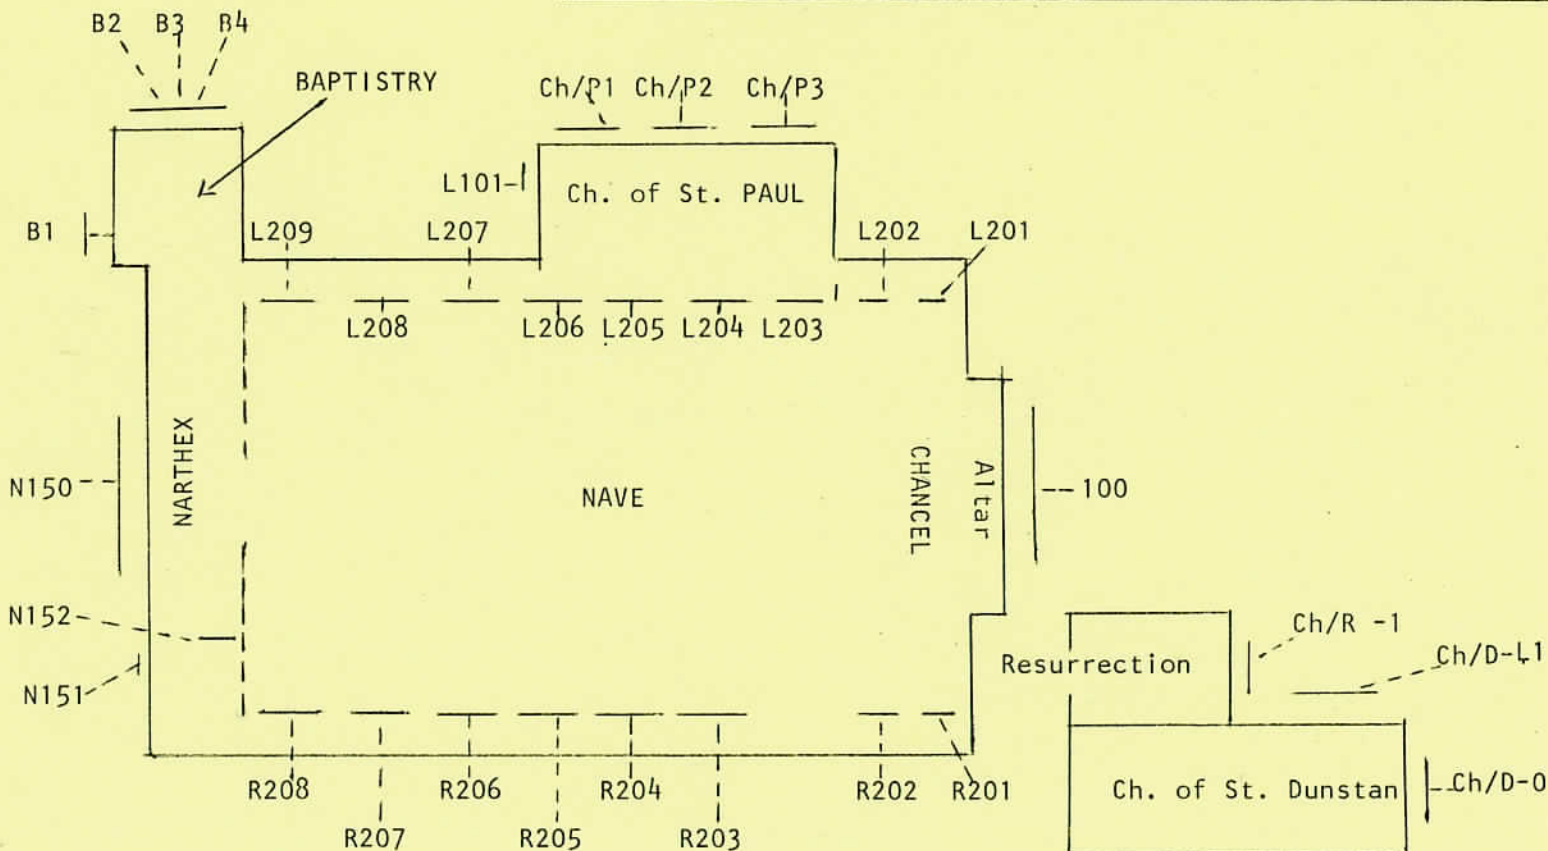 B2 B3 B4
BAPTISTRY
Ch/P1 Ch/P2 Ch/P3
L101
Ch. of St. PAUL
B1
L209 L207 L202 L201
L208 L206 L205 L204 L203
NARTHEX
CHANCEL
Altar
N150
NAVE
100
N152
Ch/R -1
Resurrection
Ch/D-L1
N151
R208 R206 R204 R202 R201
Ch. of St. Dunstan
Ch/D-0
R207 R205 R203